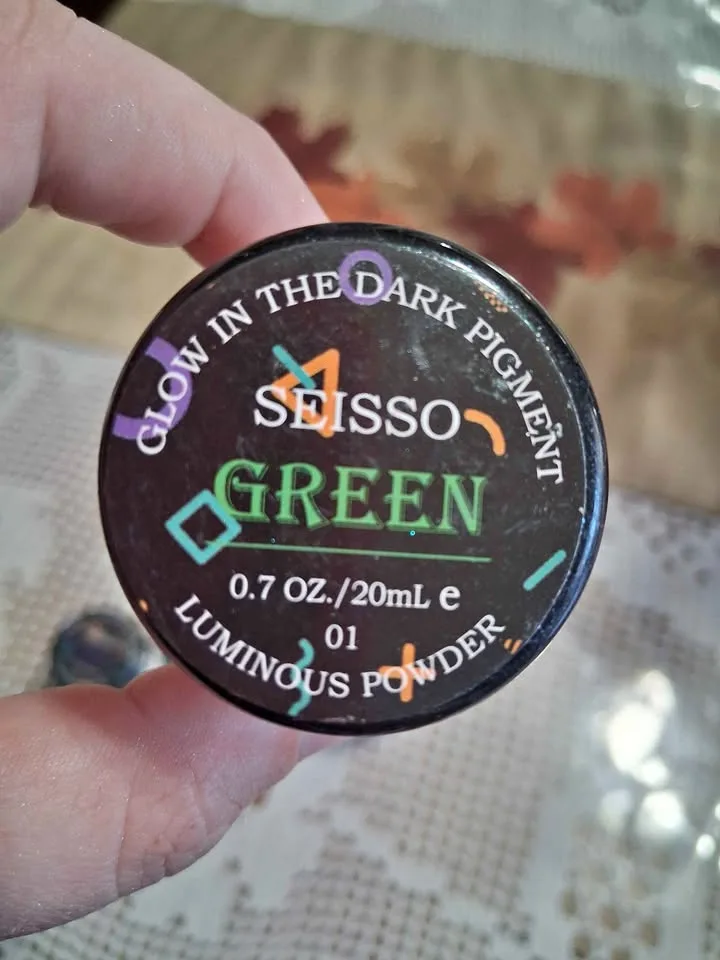 GLOW IN THE DARK PIGMENT
SEISSO
GREEN
0.7 OZ./20mL e
01
LUMINOUS POWDER